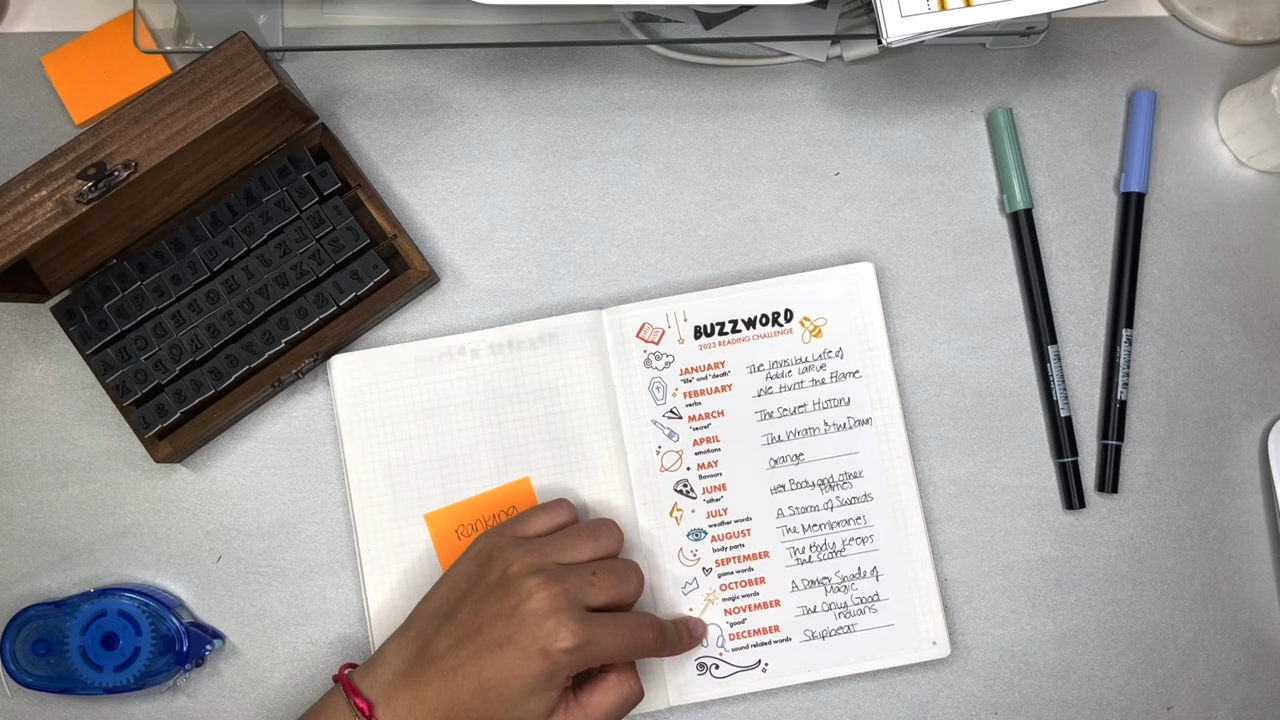 BUZZWORD
2023 READING CHALLENGE
JANUARY
"life" and "death"
The Invisible Life of
Addie LaRue
FEBRUARY
verbs
We Hunt the Flame
MARCH
"secret"
The Secret History
APRIL
emotions
The Wrath & the Dawn
MAY
flavours
Orange
JUNE
"other"
Her Body and other
Parties
JULY
weather words
A Storm of Swords
AUGUST
body parts
The Membranes
SEPTEMBER
game words
The Body Keeps
the Score
OCTOBER
magic words
A Darker Shade of
Magic
NOVEMBER
"good"
The Only Good
Indians
DECEMBER
sound related words
Skipbeat
Ranking